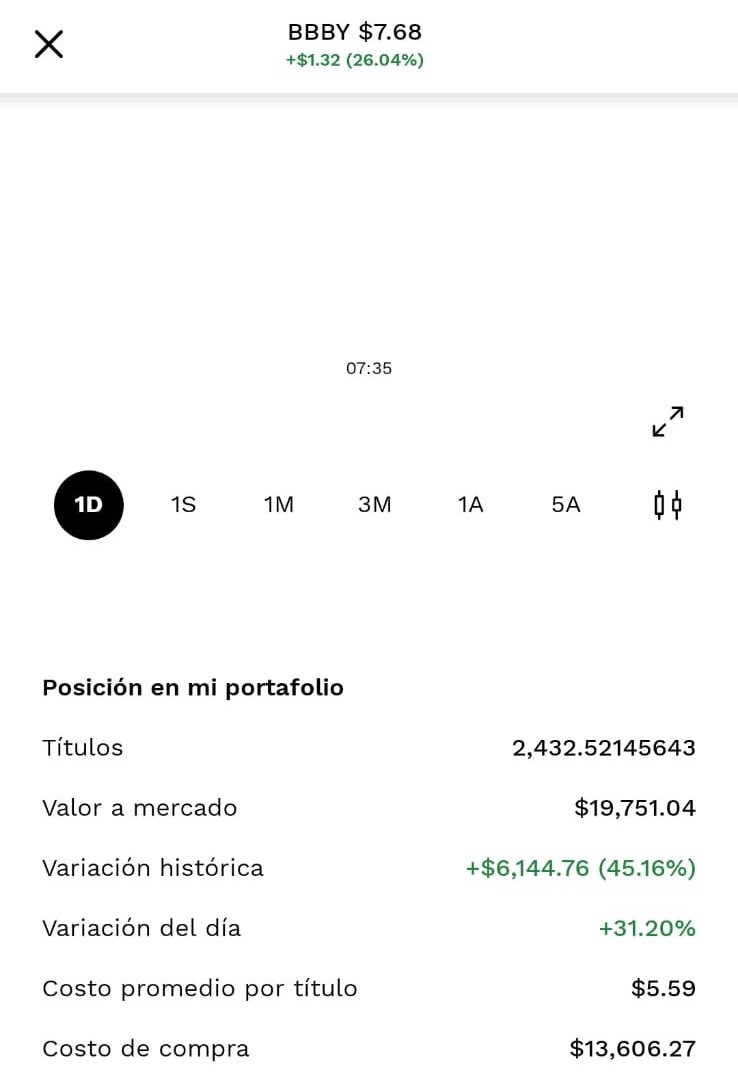 BBBY $7.68
+$1.32 (26.04%)
07:35
1D 1S 1M 3M 1A 5A
Posición en mi portafolio
Títulos 2,432.52145643
Valor a mercado $19,751.04
Variación histórica +$6,144.76 (45.16%)
Variación del día +31.20%
Costo promedio por título $5.59
Costo de compra $13,606.27